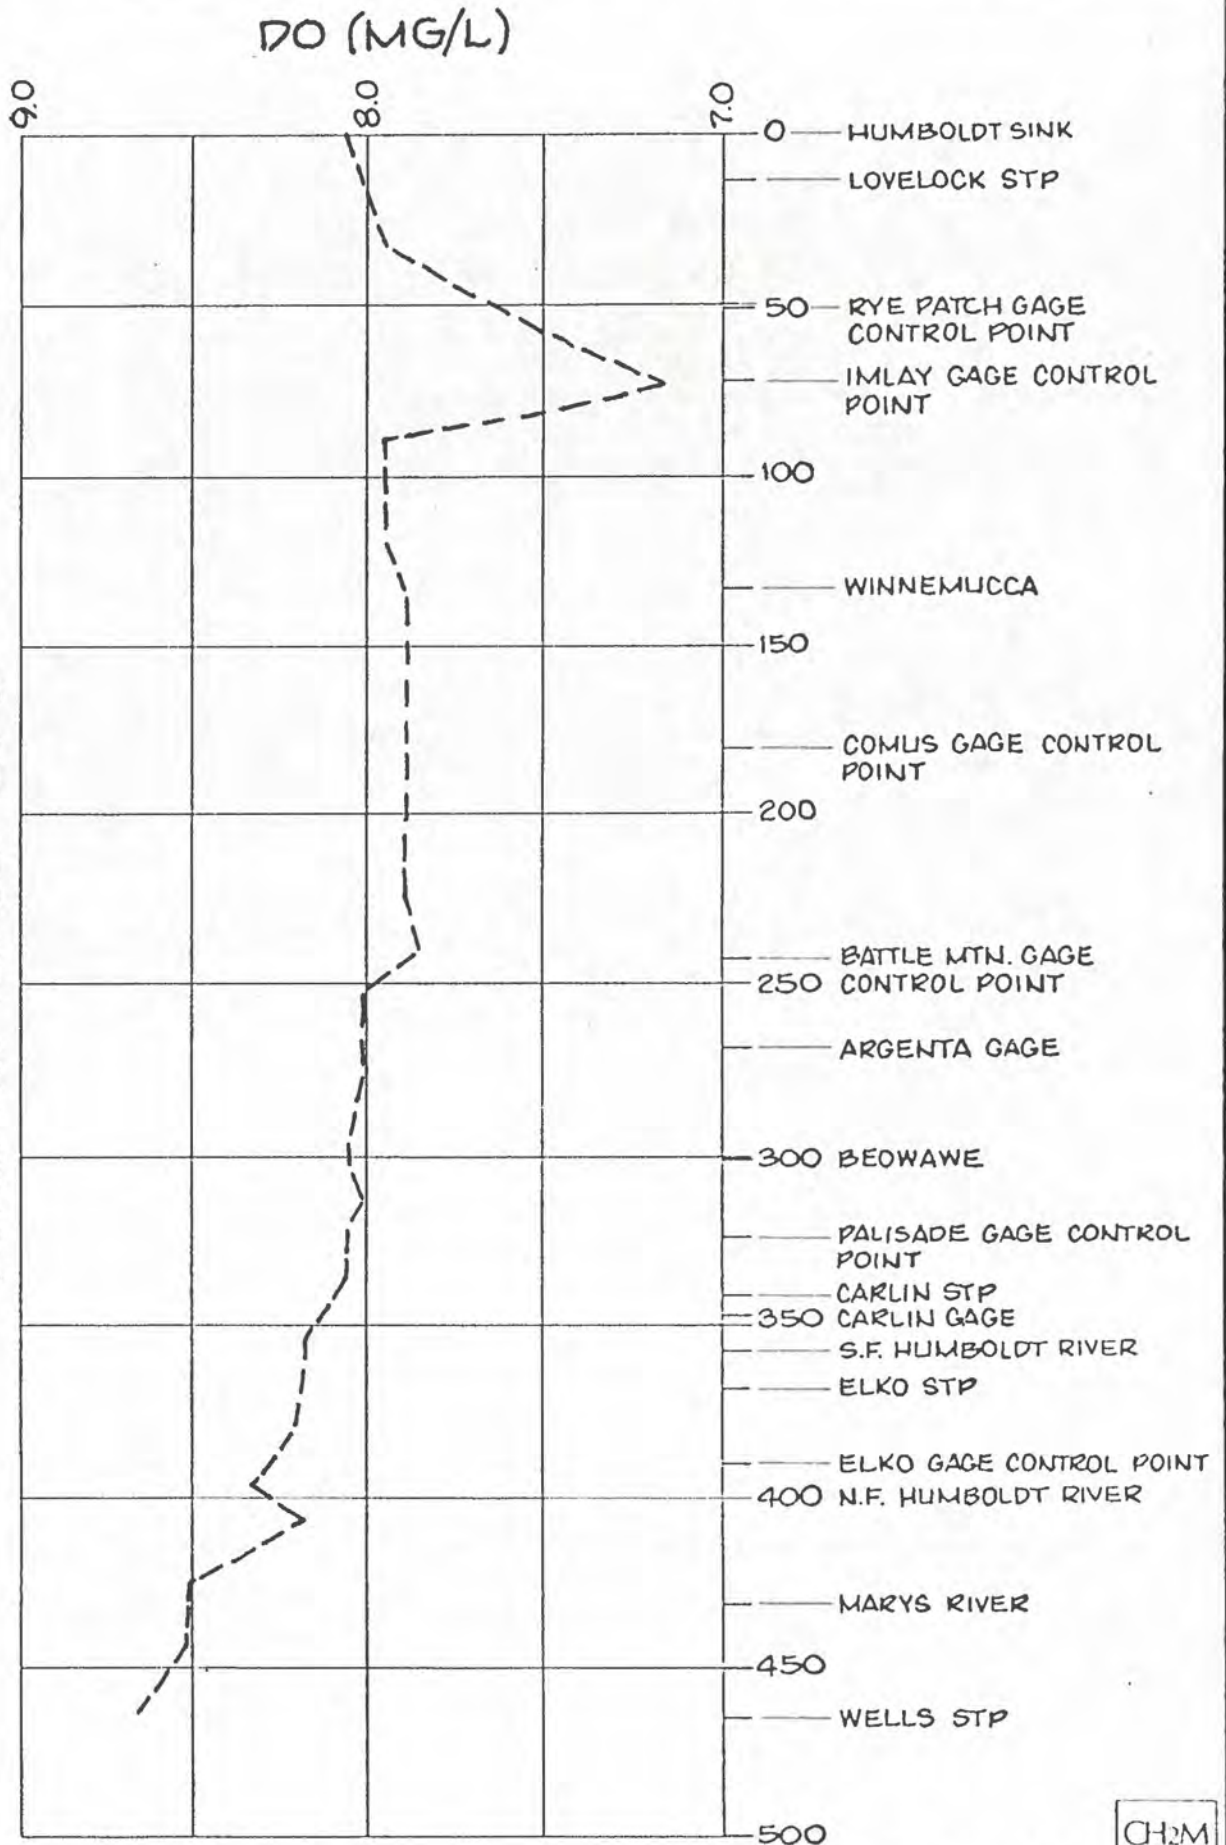 DO (MG/L)
9.0
8.0
7.0
0 HUMBOLDT SINK
LOVELOCK STP
50 RYE PATCH GAGE
CONTROL POINT
IMLAY GAGE CONTROL
POINT
100
WINNEMUCCA
150
COMUS GAGE CONTROL
POINT
200
BATTLE MTN. GAGE
250 CONTROL POINT
ARGENTA GAGE
300 BEOWAWE
PALISADE GAGE CONTROL
POINT
CARLIN STP
350 CARLIN GAGE
S.F. HUMBOLDT RIVER
ELKO STP
ELKO GAGE CONTROL POINT
400 N.F. HUMBOLDT RIVER
MARYS RIVER
450
WELLS STP
500
CH2M